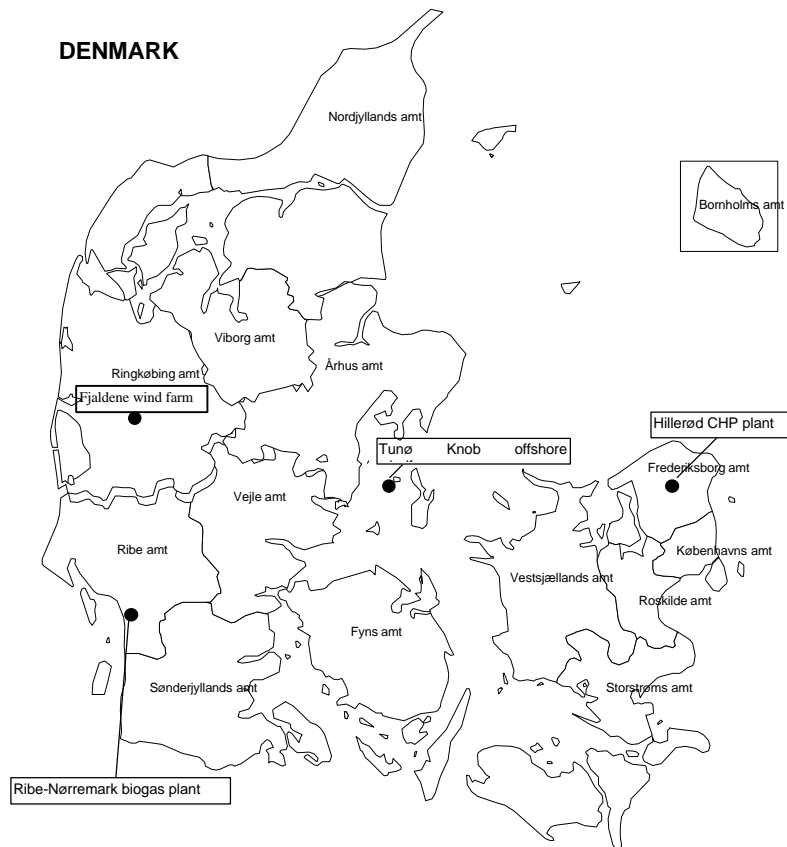 DENMARK
Nordjyllands amt
Bornholms amt
Viborg amt
Århus amt
Ringkøbing amt
Fjaldene wind farm
Hillerød CHP plant
Tunø Knob offshore
Frederiksborg amt
Vejle amt
Ribe amt
Københavns amt
Vestsjællands amt
Roskilde amt
Fyns amt
Sønderjyllands amt
Storstrøms amt
Ribe-Nørremark biogas plant